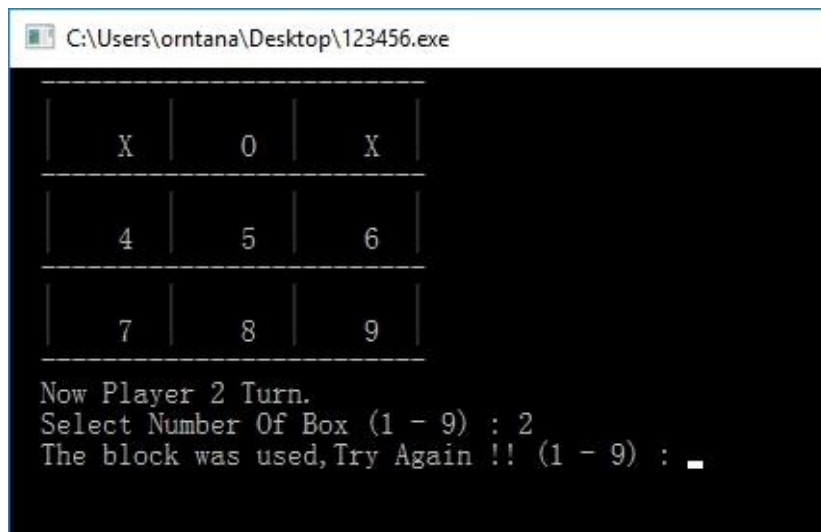 C:\Users\orntana\Desktop\123456.exe
X O X
4 5 6
7 8 9
Now Player 2 Turn.
Select Number Of Box (1 - 9) : 2
The block was used,Try Again !! (1 - 9) :